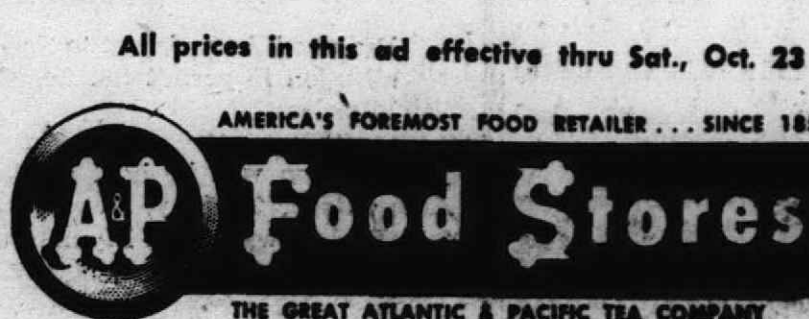 All prices in this ad effective thru Sat., Oct. 23
AMERICA'S FOREMOST FOOD RETAILER . . . SINCE
A&P Food Stores
THE GREAT ATLANTIC & PACIFIC TEA COMPANY